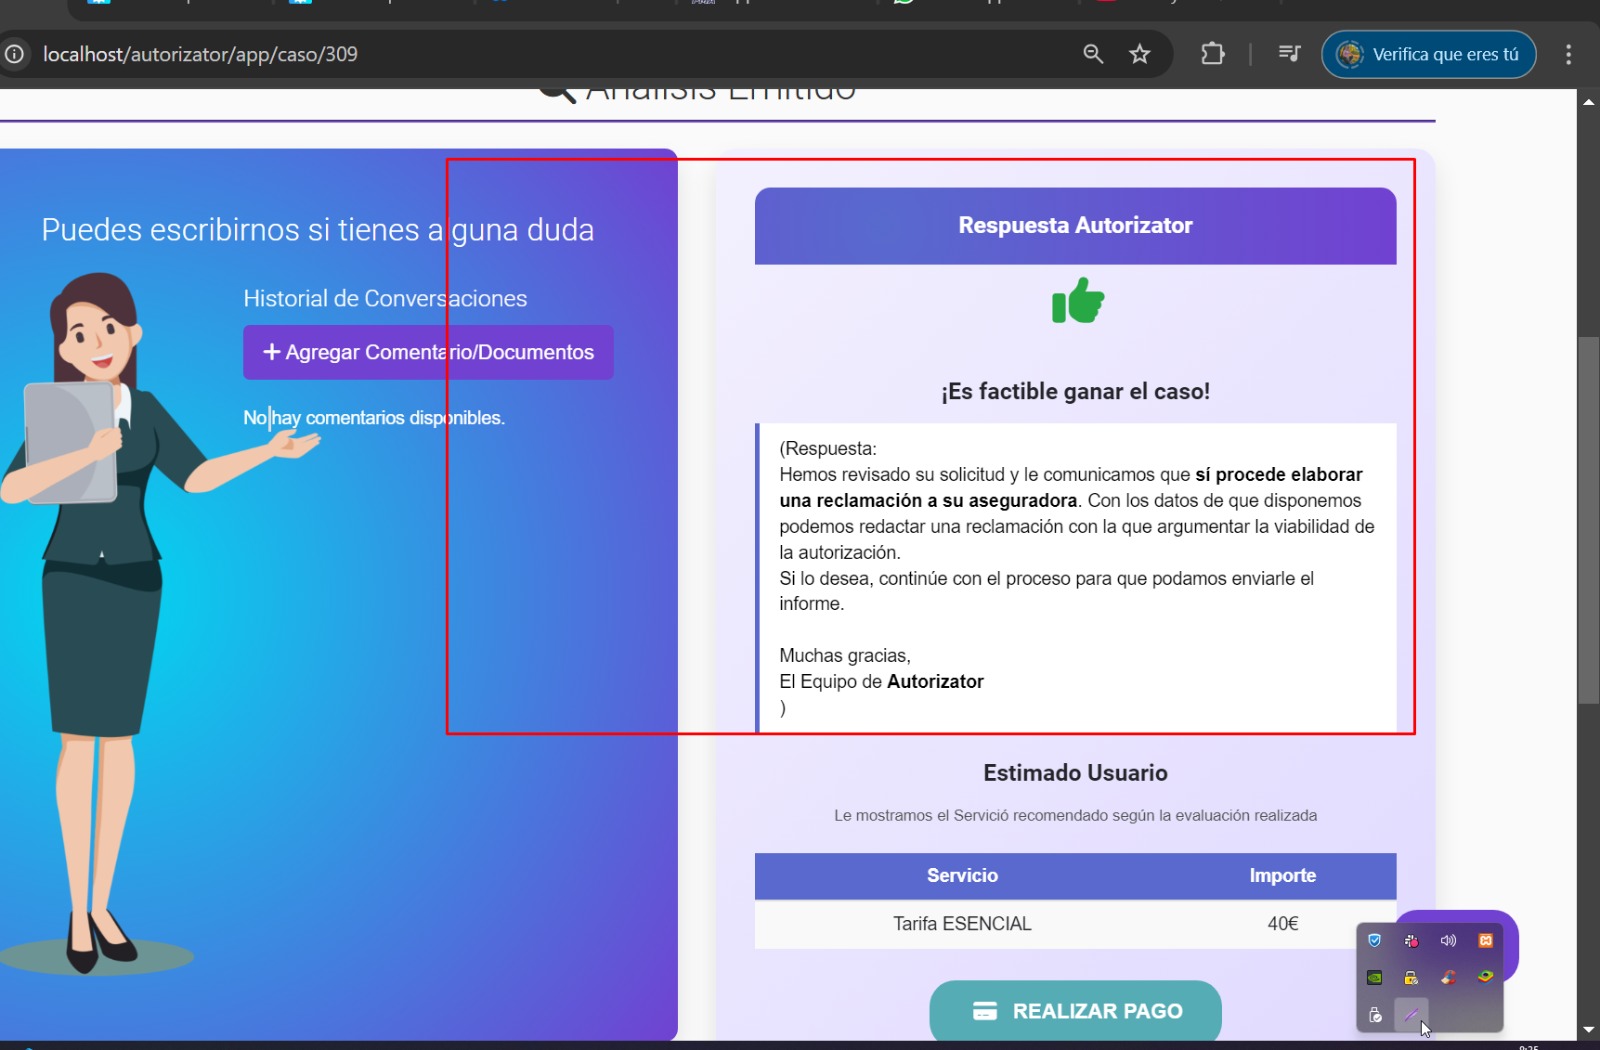 localhost/autorizator/app/caso/309
Verifica que eres tú
Análisis Emitido
Puedes escribirnos si tienes alguna duda
Historial de Conversaciones
+ Agregar Comentario/Documentos
No hay comentarios disponibles.
Respuesta Autorizator
¡Es factible ganar el caso!
(Respuesta:
Hemos revisado su solicitud y le comunicamos que sí procede elaborar
una reclamación a su aseguradora. Con los datos de que disponemos
podemos redactar una reclamación con la que argumentar la viabilidad de
la autorización.
Si lo desea, continúe con el proceso para que podamos enviarle el
informe.
Muchas gracias,
El Equipo de Autorizator
)
Estimado Usuario
Le mostramos el Servició recomendado según la evaluación realizada
Servicio Importe
Tarifa ESENCIAL 40€
REALIZAR PAGO